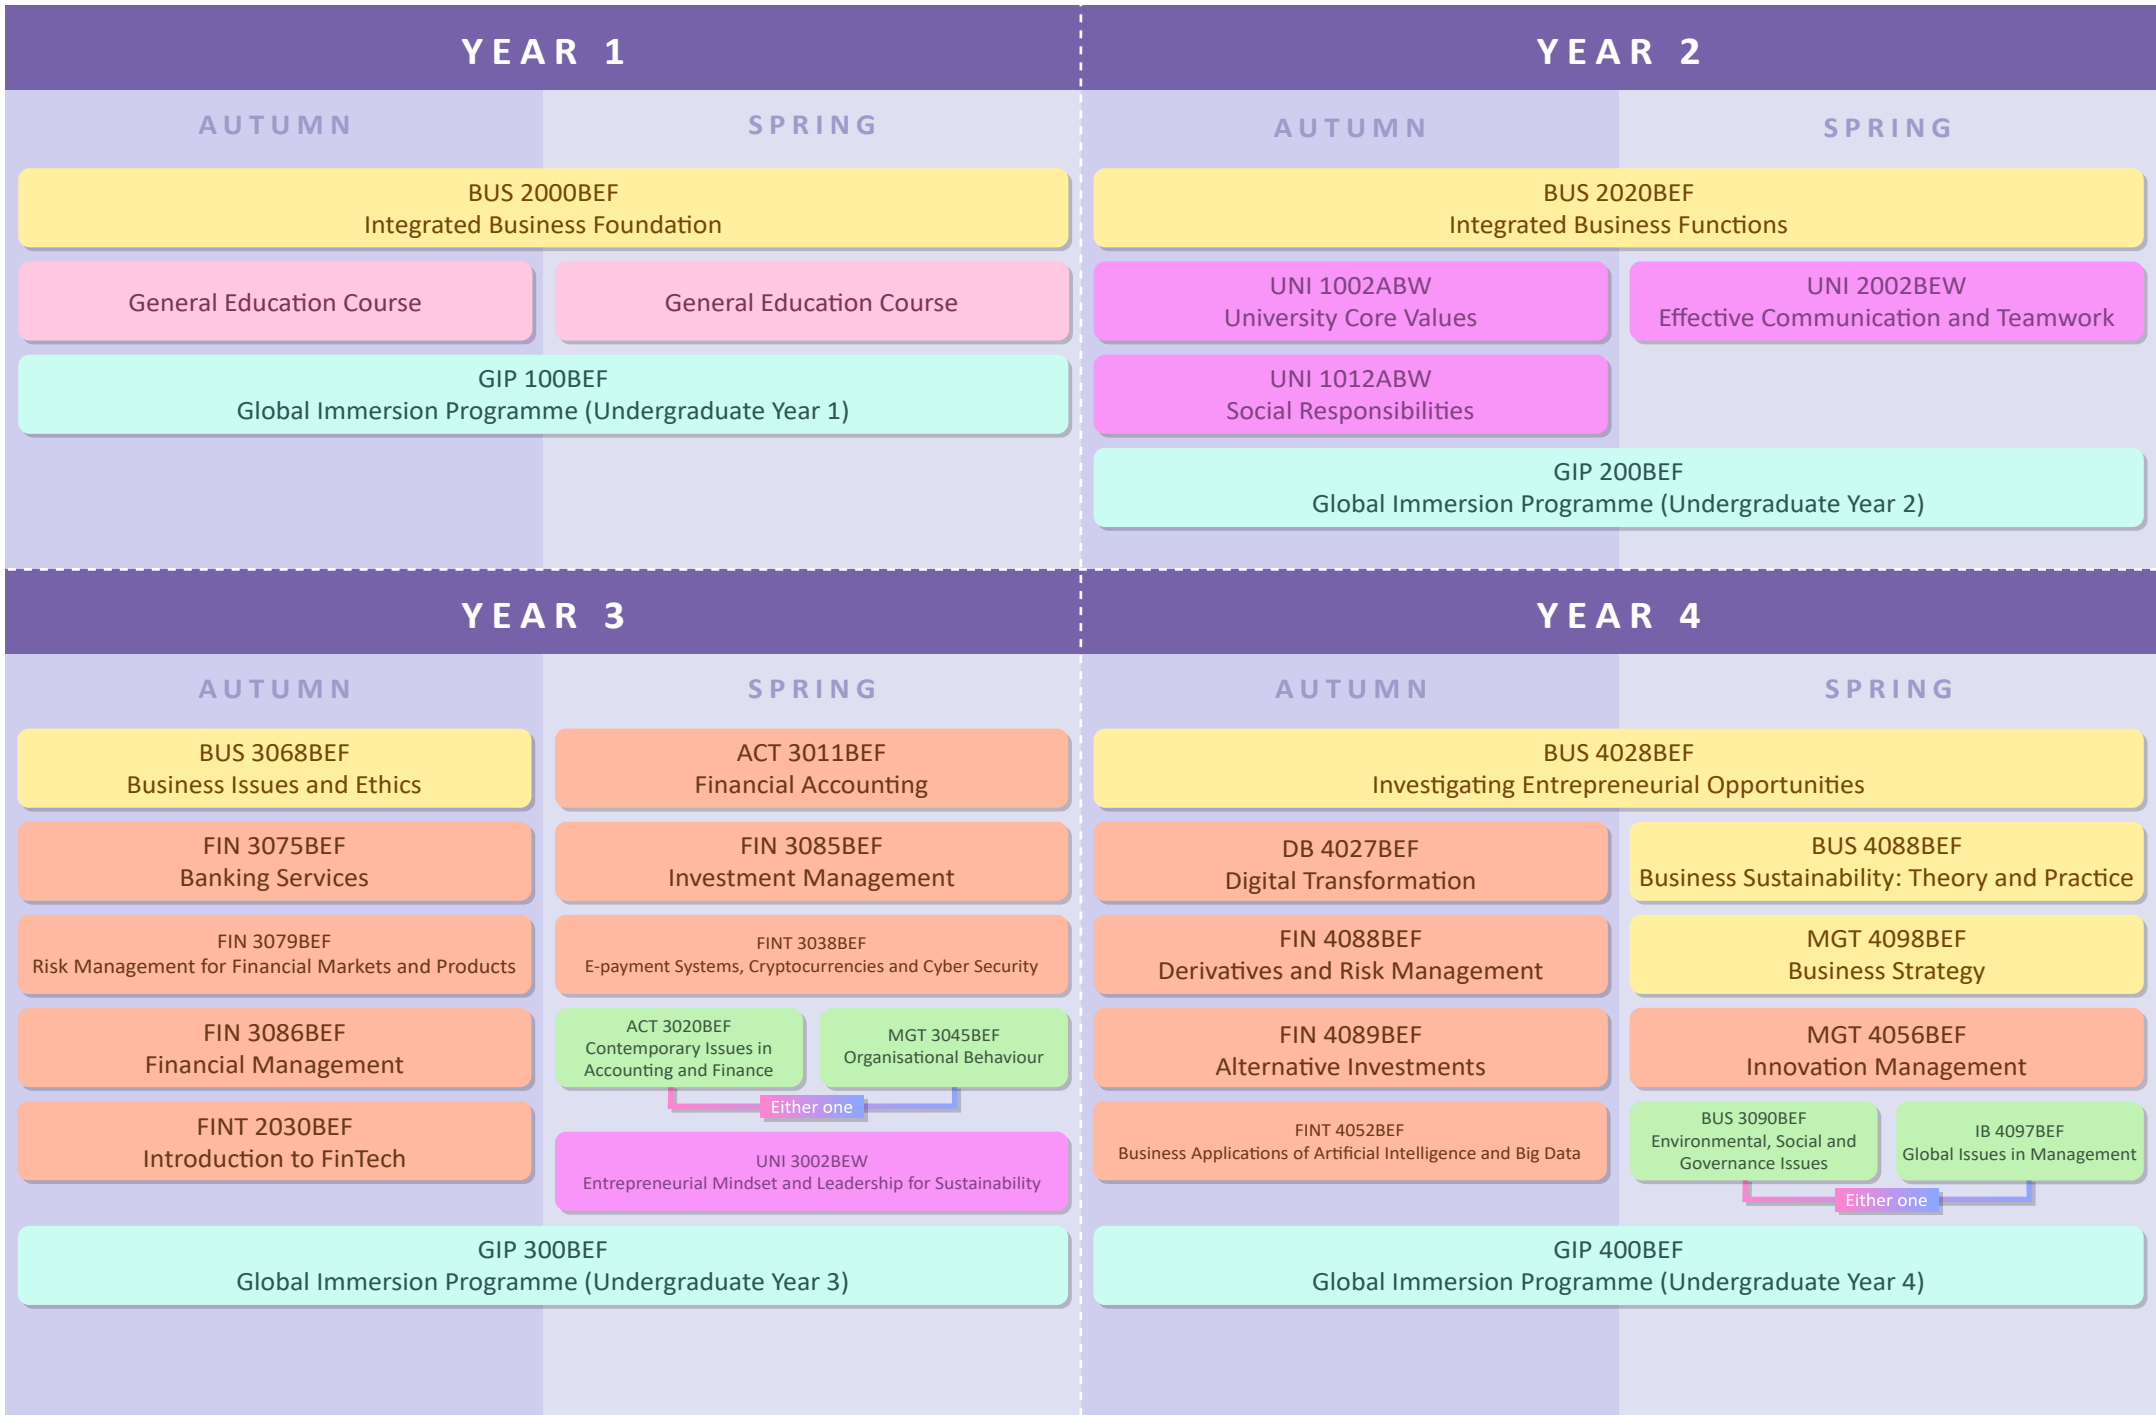 YEAR 1
AUTUMN
SPRING
BUS 2000BEF
Integrated Business Foundation
General Education Course
General Education Course
GIP 100BEF
Global Immersion Programme (Undergraduate Year 1)
YEAR 2
AUTUMN
SPRING
BUS 2020BEF
Integrated Business Functions
UNI 1002ABW
University Core Values
UNI 2002BEW
Effective Communication and Teamwork
UNI 1012ABW
Social Responsibilities
GIP 200BEF
Global Immersion Programme (Undergraduate Year 2)
YEAR 3
AUTUMN
SPRING
BUS 3068BEF
Business Issues and Ethics
FIN 3075BEF
Banking Services
FIN 3079BEF
Risk Management for Financial Markets and Products
FIN 3086BEF
Financial Management
FINT 2030BEF
Introduction to FinTech
ACT 3011BEF
Financial Accounting
FIN 3085BEF
Investment Management
FINT 3038BEF
E-payment Systems, Cryptocurrencies and Cyber Security
ACT 3020BEF
Contemporary Issues in
Accounting and Finance
MGT 3045BEF
Organisational Behaviour
Either one
UNI 3002BEW
Entrepreneurial Mindset and Leadership for Sustainability
GIP 300BEF
Global Immersion Programme (Undergraduate Year 3)
YEAR 4
AUTUMN
SPRING
BUS 4028BEF
Investigating Entrepreneurial Opportunities
DB 4027BEF
Digital Transformation
FIN 4088BEF
Derivatives and Risk Management
FIN 4089BEF
Alternative Investments
FINT 4052BEF
Business Applications of Artificial Intelligence and Big Data
BUS 4088BEF
Business Sustainability: Theory and Practice
MGT 4098BEF
Business Strategy
MGT 4056BEF
Innovation Management
BUS 3090BEF
Environmental, Social and
Governance Issues
IB 4097BEF
Global Issues in Management
Either one
GIP 400BEF
Global Immersion Programme (Undergraduate Year 4)